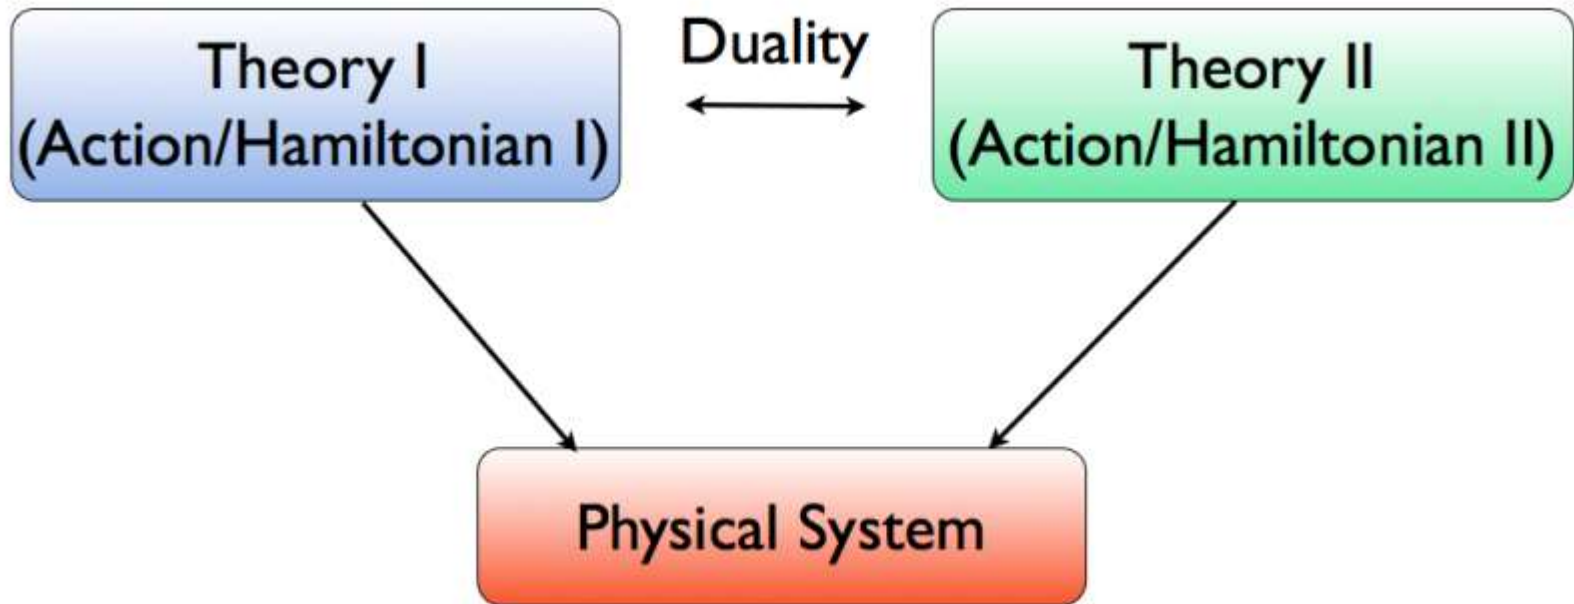 Theory I
(Action/Hamiltonian I)
Duality
Theory II
(Action/Hamiltonian II)
Physical System